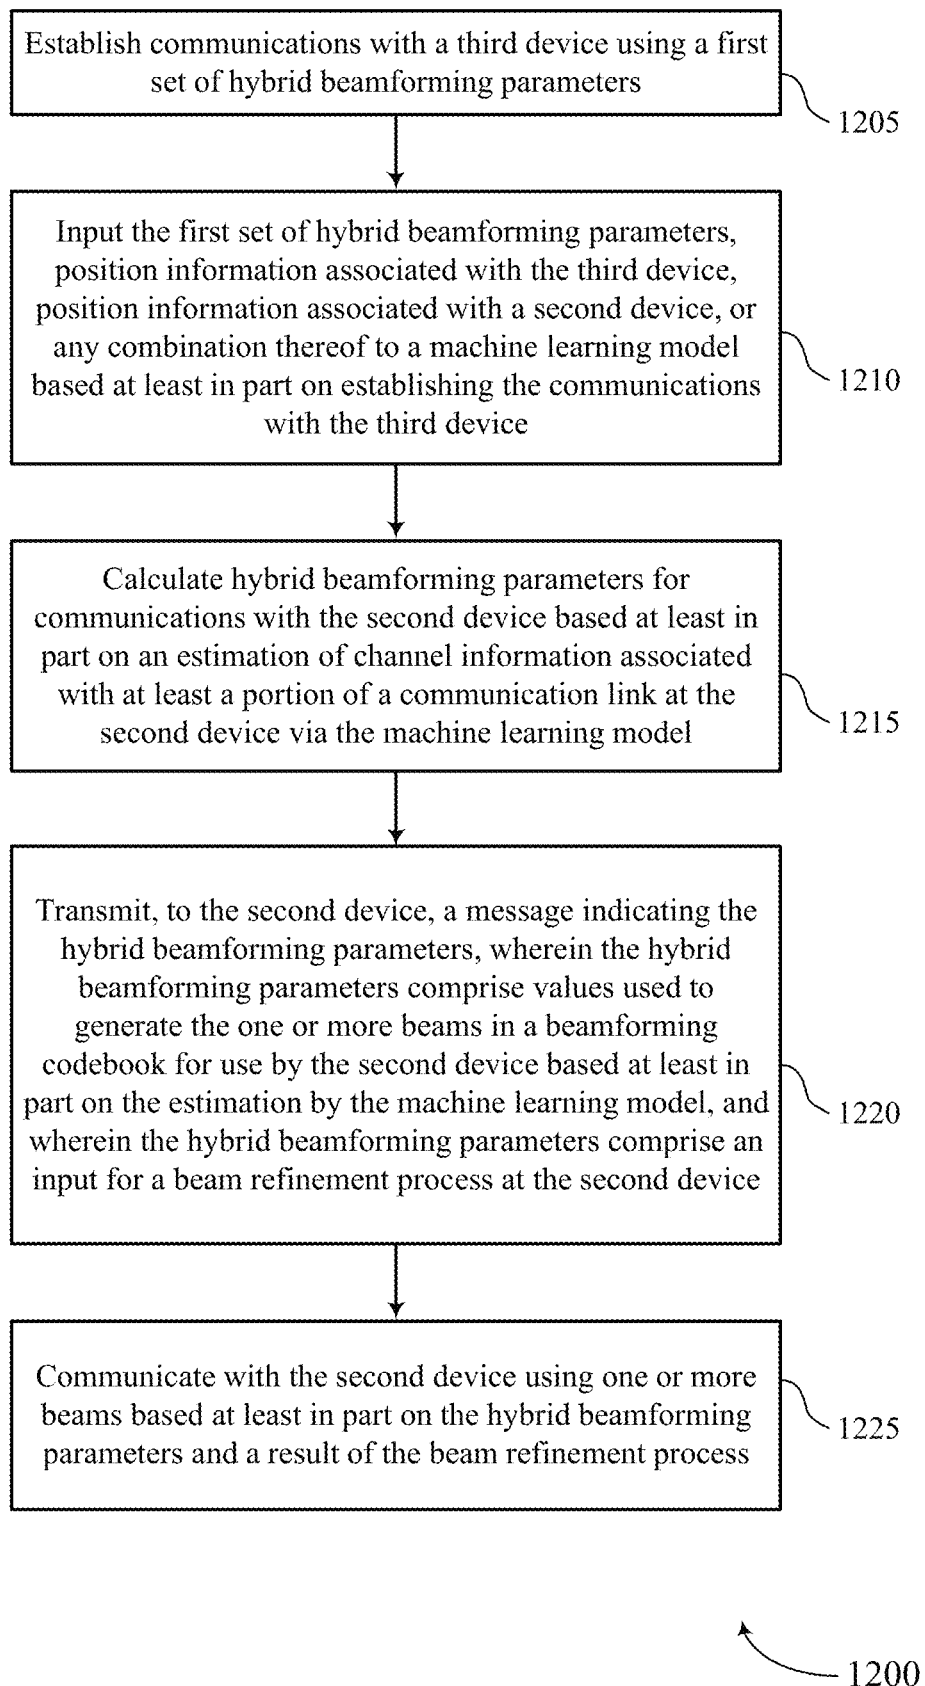 Establish communications with a third device using a first
set of hybrid beamforming parameters
1205
Input the first set of hybrid beamforming parameters,
position information associated with the third device,
position information associated with a second device, or
any combination thereof to a machine learning model
based at least in part on establishing the communications
with the third device
1210
Calculate hybrid beamforming parameters for
communications with the second device based at least in
part on an estimation of channel information associated
with at least a portion of a communication link at the
second device via the machine learning model
1215
Transmit, to the second device, a message indicating the
hybrid beamforming parameters, wherein the hybrid
beamforming parameters comprise values used to
generate the one or more beams in a beamforming
codebook for use by the second device based at least in
part on the estimation by the machine learning model, and
wherein the hybrid beamforming parameters comprise an
input for a beam refinement process at the second device
1220
Communicate with the second device using one or more
beams based at least in part on the hybrid beamforming
parameters and a result of the beam refinement process
1225
1200